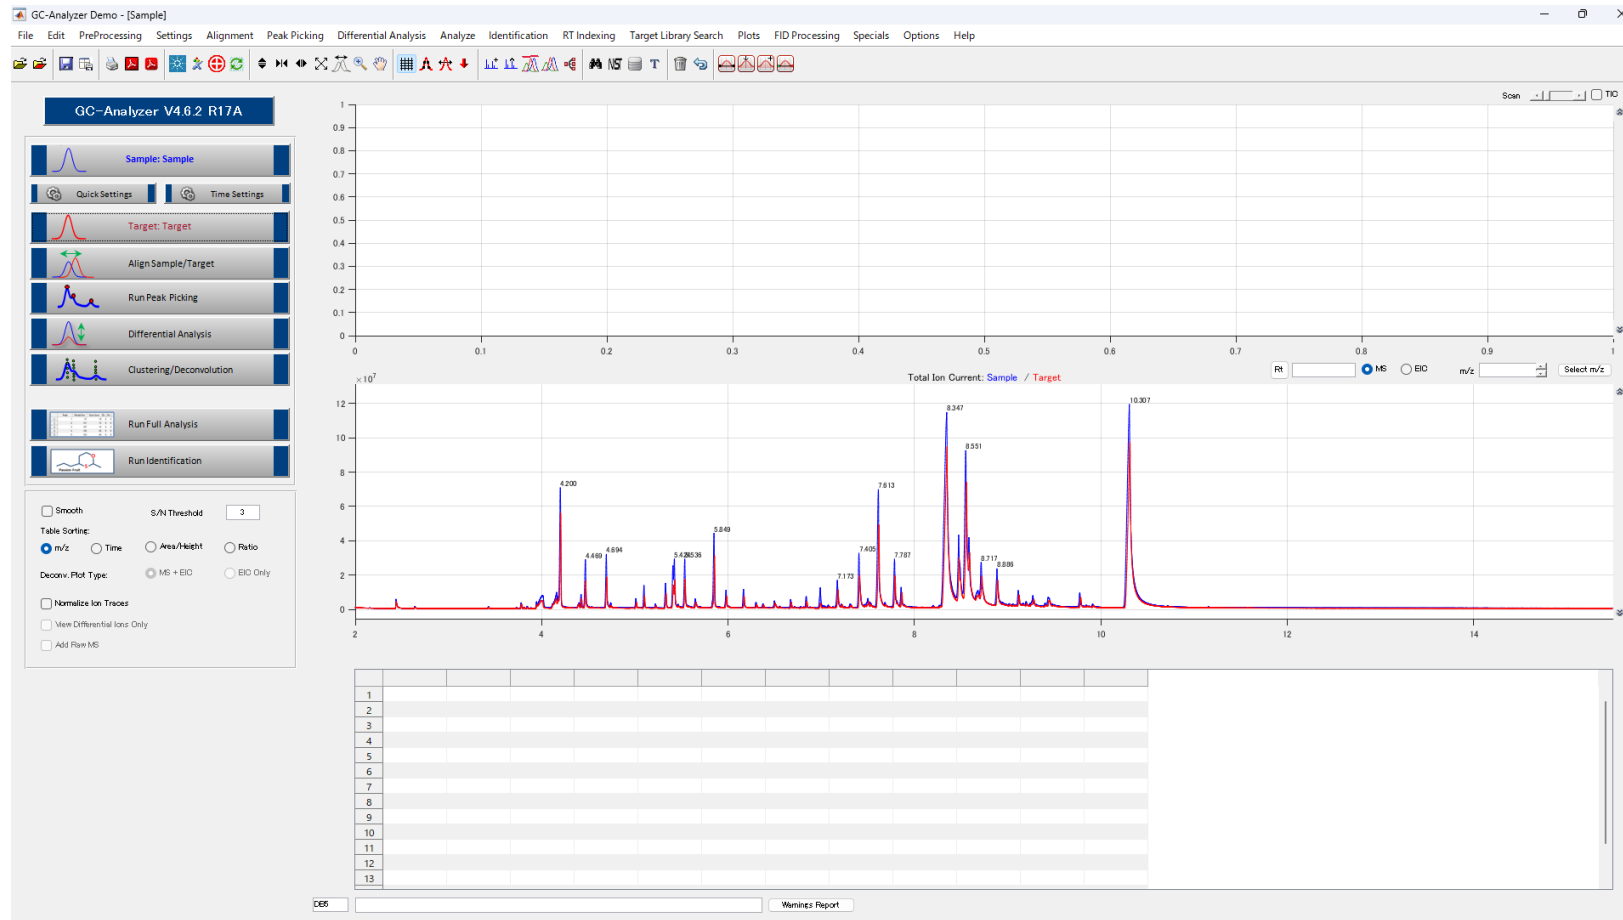 GC-Analyzer Demo - [Sample]
File Edit PreProcessing Settings Alignment Peak Picking Differential Analysis Analyze Identification RT Indexing Target Library Search Plots FID Processing Specials Options Help
NS T
GC-Analyzer V4.6.2 R17A
Scan TIC
Sample: Sample
Quick Settings Time Settings
Target: Target
Align Sample/Target
Run Peak Picking
Differential Analysis
Clustering/Deconvolution
Run Full Analysis
Run Identification
Smooth S/N Threshold 3
Table Sorting:
m/z Time Area/Height Ratio
Deconv. Plot Type: MS + EIC EIC Only
Normalize Ion Traces
View Differential Ions Only
Add Raw MS
1
0.9
0.8
0.7
0.6
0.5
0.4
0.3
0.2
0.1
0
0 0.1 0.2 0.3 0.4 0.5 0.6 0.7 0.8 0.9 1
Rt MS EIC m/z Select m/z
×10⁷ Total Ion Current: Sample / Target
12
10
8
6
4
2
0
4.200
4.469
4.694
5.536
5.849
7.173
7.405
7.613
7.787
8.347
8.551
8.717
8.886
10.307
2 4 6 8 10 12 14
1
2
3
4
5
6
7
8
9
10
11
12
13
DB5 Warnings Report